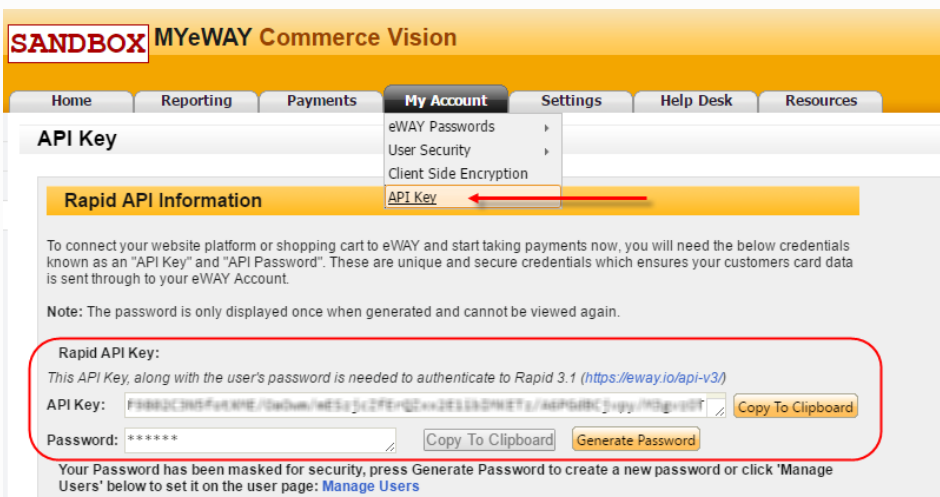 SANDBOX MYeWAY Commerce Vision
Home Reporting Payments My Account Settings Help Desk Resources
eWAY Passwords
User Security
Client Side Encryption
API Key
API Key
Rapid API Information
To connect your website platform or shopping cart to eWAY and start taking payments now, you will need the below credentials
known as an "API Key" and "API Password". These are unique and secure credentials which ensures your customers card data
is sent through to your eWAY Account.
Note: The password is only displayed once when generated and cannot be viewed again.
Rapid API Key:
This API Key, along with the user's password is needed to authenticate to Rapid 3.1 (https://eway.io/api-v3/)
API Key: Copy To Clipboard
Password: ****** Copy To Clipboard Generate Password
Your Password has been masked for security, press Generate Password to create a new password or click 'Manage
Users' below to set it on the user page: Manage Users